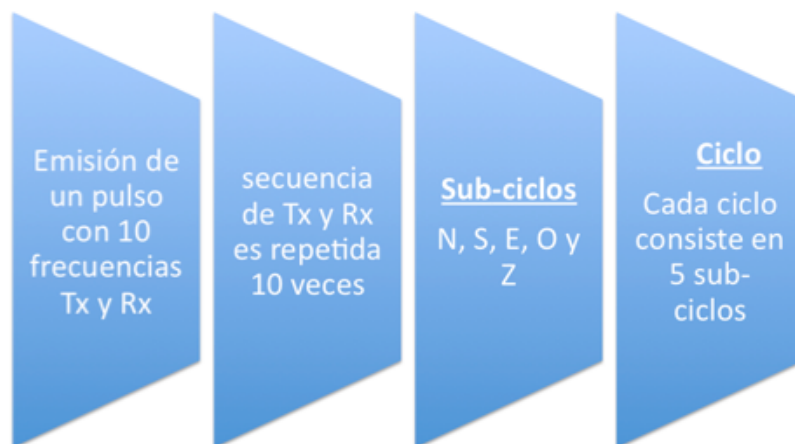 Emisión de
un pulso
con 10
frecuencias
Tx y Rx
secuencia
de Tx y Rx
es repetida
10 veces
Sub-ciclos
N, S, E, O y
Z
Ciclo
Cada ciclo
consiste en
5 sub-
ciclos